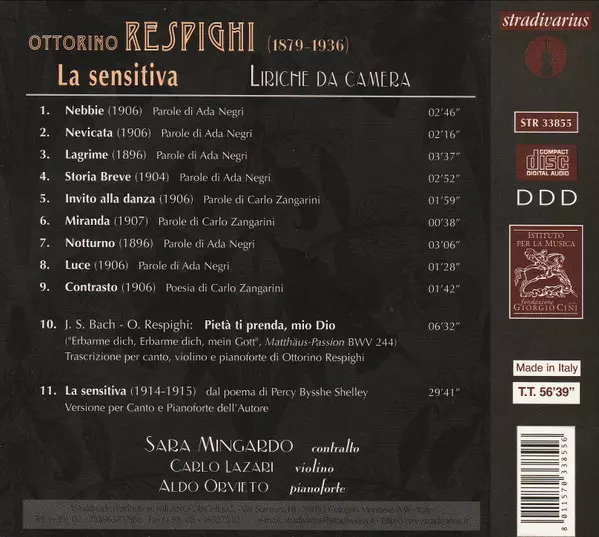 OTTORINO RESPIGHI (1879-1936)
La sensitiva LIRICHE DA CAMERA
1. Nebbie (1906) Parole di Ada Negri 02'46"
2. Nevicata (1906) Parole di Ada Negri 02'16"
3. Lagrime (1896) Parole di Ada Negri 03'37"
4. Storia Breve (1904) Parole di Ada Negri 02'52"
5. Invito alla danza (1906) Parole di Carlo Zangarini 01'59"
6. Miranda (1907) Parole di Carlo Zangarini 00'38"
7. Notturno (1896) Parole di Ada Negri 03'06"
8. Luce (1906) Parole di Ada Negri 01'28"
9. Contrasto (1906) Poesia di Carlo Zangarini 01'42"
10. J. S. Bach - O. Respighi: Pietà ti prenda, mio Dio 06'32"
("Erbarme dich, Erbarme dich, mein Gott", Matthäus-Passion BWV 244)
Trascrizione per canto, violino e pianoforte di Ottorino Respighi
11. La sensitiva (1914-1915) dal poema di Percy Bysshe Shelley 29'41"
Versione per Canto e Pianoforte dell'Autore
SARA MINGARDO contralto
CARLO LAZARI violino
ALDO ORVIETO pianoforte
stradivarius
STR 33855
COMPACT
disc
DIGITAL AUDIO
DDD
ISTITUTO
PER LA MUSICA
fondazione
GIORGIO CINI
Made in Italy
T.T. 56'39"
8 011570 338556